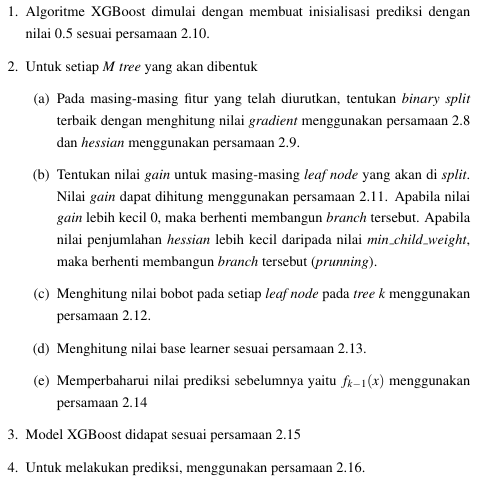 1. Algoritme XGBoost dimulai dengan membuat inisialisasi prediksi dengan
nilai 0.5 sesuai persamaan 2.10.
2. Untuk setiap M tree yang akan dibentuk
(a) Pada masing-masing fitur yang telah diurutkan, tentukan binary split
terbaik dengan menghitung nilai gradient menggunakan persamaan 2.8
dan hessian menggunakan persamaan 2.9.
(b) Tentukan nilai gain untuk masing-masing leaf node yang akan di split.
Nilai gain dapat dihitung menggunakan persamaan 2.11. Apabila nilai
gain lebih kecil 0, maka berhenti membangun branch tersebut. Apabila
nilai penjumlahan hessian lebih kecil daripada nilai min_child_weight,
maka berhenti membangun branch tersebut (prunning).
(c) Menghitung nilai bobot pada setiap leaf node pada tree k menggunakan
persamaan 2.12.
(d) Menghitung nilai base learner sesuai persamaan 2.13.
(e) Memperbaharui nilai prediksi sebelumnya yaitu fₖ₋₁(x) menggunakan
persamaan 2.14
3. Model XGBoost didapat sesuai persamaan 2.15
4. Untuk melakukan prediksi, menggunakan persamaan 2.16.